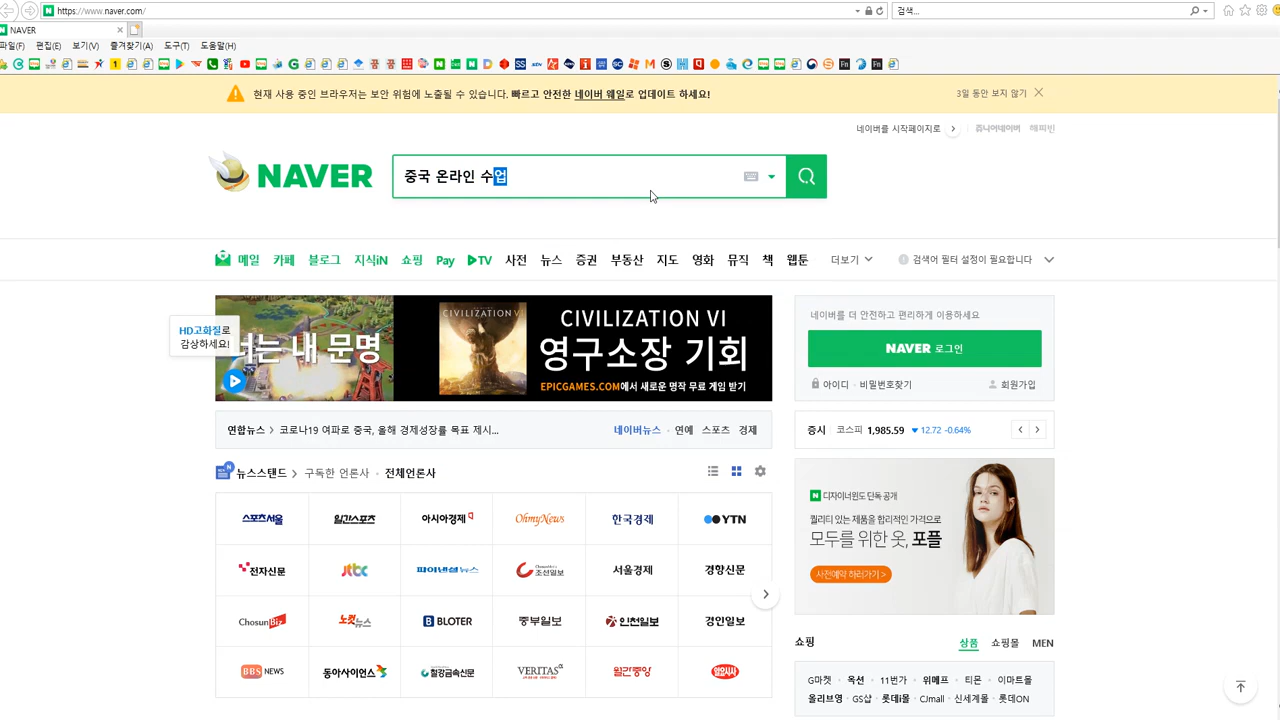 https://www.naver.com/
검색...
NAVER
파일(F) 편집(E) 보기(V) 즐겨찾기(A) 도구(T) 도움말(H)
현재 사용 중인 브라우저는 보안 위험에 노출될 수 있습니다. 빠르고 안전한 네이버 웨일로 업데이트 하세요!
3일 동안 보지 않기
네이버를 시작페이지로 쥬니어네이버 해피빈
NAVER
중국 온라인 수업
메일 카페 블로그 지식iN 쇼핑 Pay TV 사전 뉴스 증권 부동산 지도 영화 뮤직 책 웹툰 더보기 검색어 필터 설정이 필요합니다
HD고화질로
감상하세요!
는 내 문명
CIVILIZATION VI
CIVILIZATION VI
영구소장 기회
EPICGAMES.COM에서 새로운 명작 무료 게임 받기
네이버를 더 안전하고 편리하게 이용하세요
NAVER 로그인
아이디 · 비밀번호찾기 회원가입
연합뉴스 > 코로나19 여파로 중국, 올해 경제성장률 목표 제시...
네이버뉴스 · 연예 스포츠 경제
증시 코스피 1,985.59 ▼ 12.72 -0.64%
뉴스스탠드 > 구독한 언론사 · 전체언론사
스포츠서울 일간스포츠 아시아경제 OhmyNews 한국경제 YTN
전자신문 jtbc 파이낸셜뉴스 조선일보 서울경제 경향신문
ChosunBiz 노컷뉴스 BLOTER 중부일보 인천일보 경인일보
BBS NEWS 동아사이언스 철강금속신문 VERITAS 월간중앙 일요시사
N 디자이너윈도 단독 공개
퀄리티 있는 제품을 합리적인 가격으로
모두를 위한 옷, 포플
사전예약 하러가기 >
쇼핑 상품 쇼핑몰 MEN
G마켓 옥션 11번가 위메프 티몬 이마트몰
올리브영 GS샵 롯데i몰 CJmall 신세계몰 롯데ON